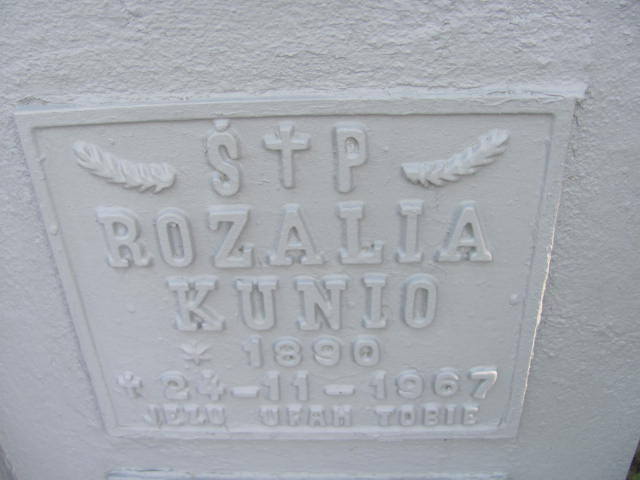 Ś † P
ROZALIA
KUNIO
* 1890
† 24-11-1967
JEZU UFAM TOBIE